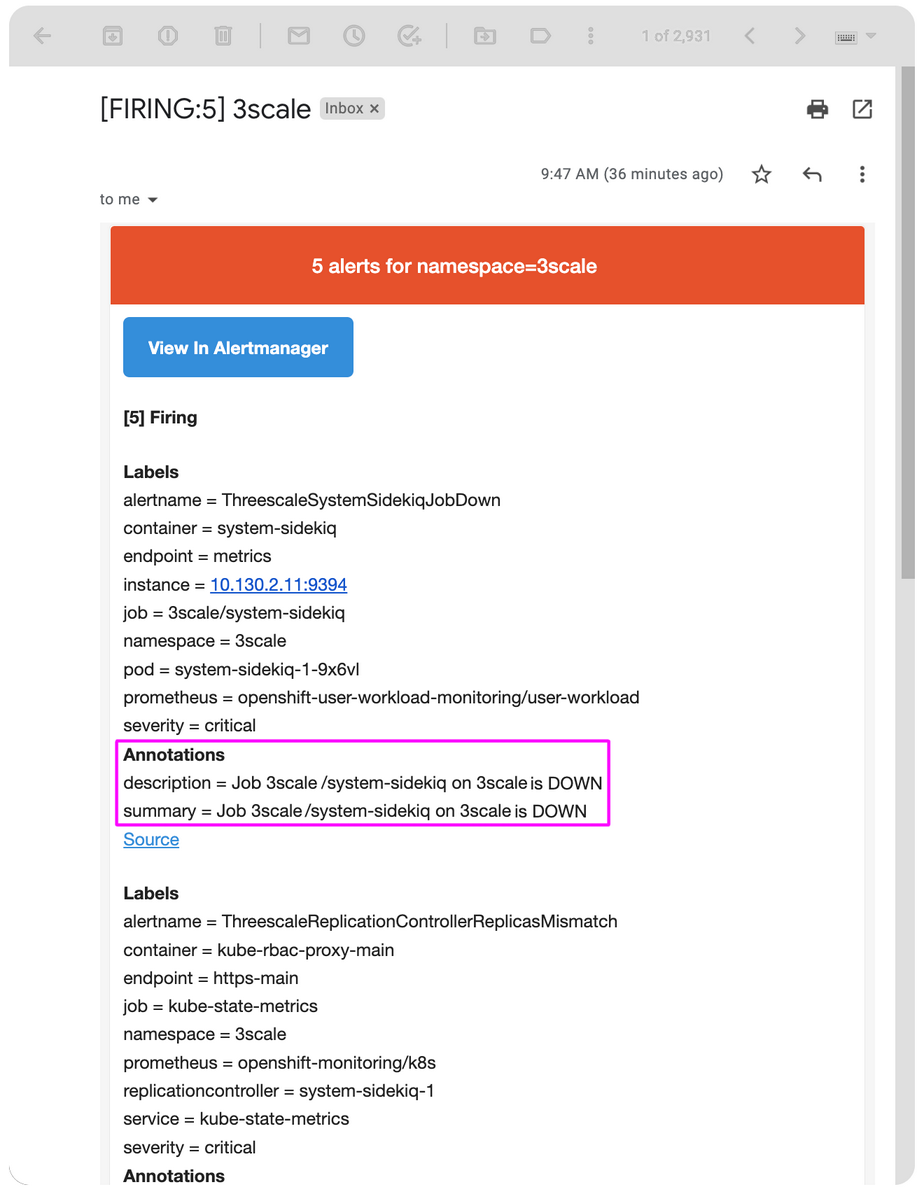 1 of 2,931
[FIRING:5] 3scale Inbox ×
9:47 AM (36 minutes ago)
to me
5 alerts for namespace=3scale
View In Alertmanager
[5] Firing
Labels
alertname = ThreescaleSystemSidekiqJobDown
container = system-sidekiq
endpoint = metrics
instance = 10.130.2.11:9394
job = 3scale/system-sidekiq
namespace = 3scale
pod = system-sidekiq-1-9x6vl
prometheus = openshift-user-workload-monitoring/user-workload
severity = critical
Annotations
description = Job 3scale /system-sidekiq on 3scale is DOWN
summary = Job 3scale /system-sidekiq on 3scale is DOWN
Source
Labels
alertname = ThreescaleReplicationControllerReplicasMismatch
container = kube-rbac-proxy-main
endpoint = https-main
job = kube-state-metrics
namespace = 3scale
prometheus = openshift-monitoring/k8s
replicationcontroller = system-sidekiq-1
service = kube-state-metrics
severity = critical
Annotations